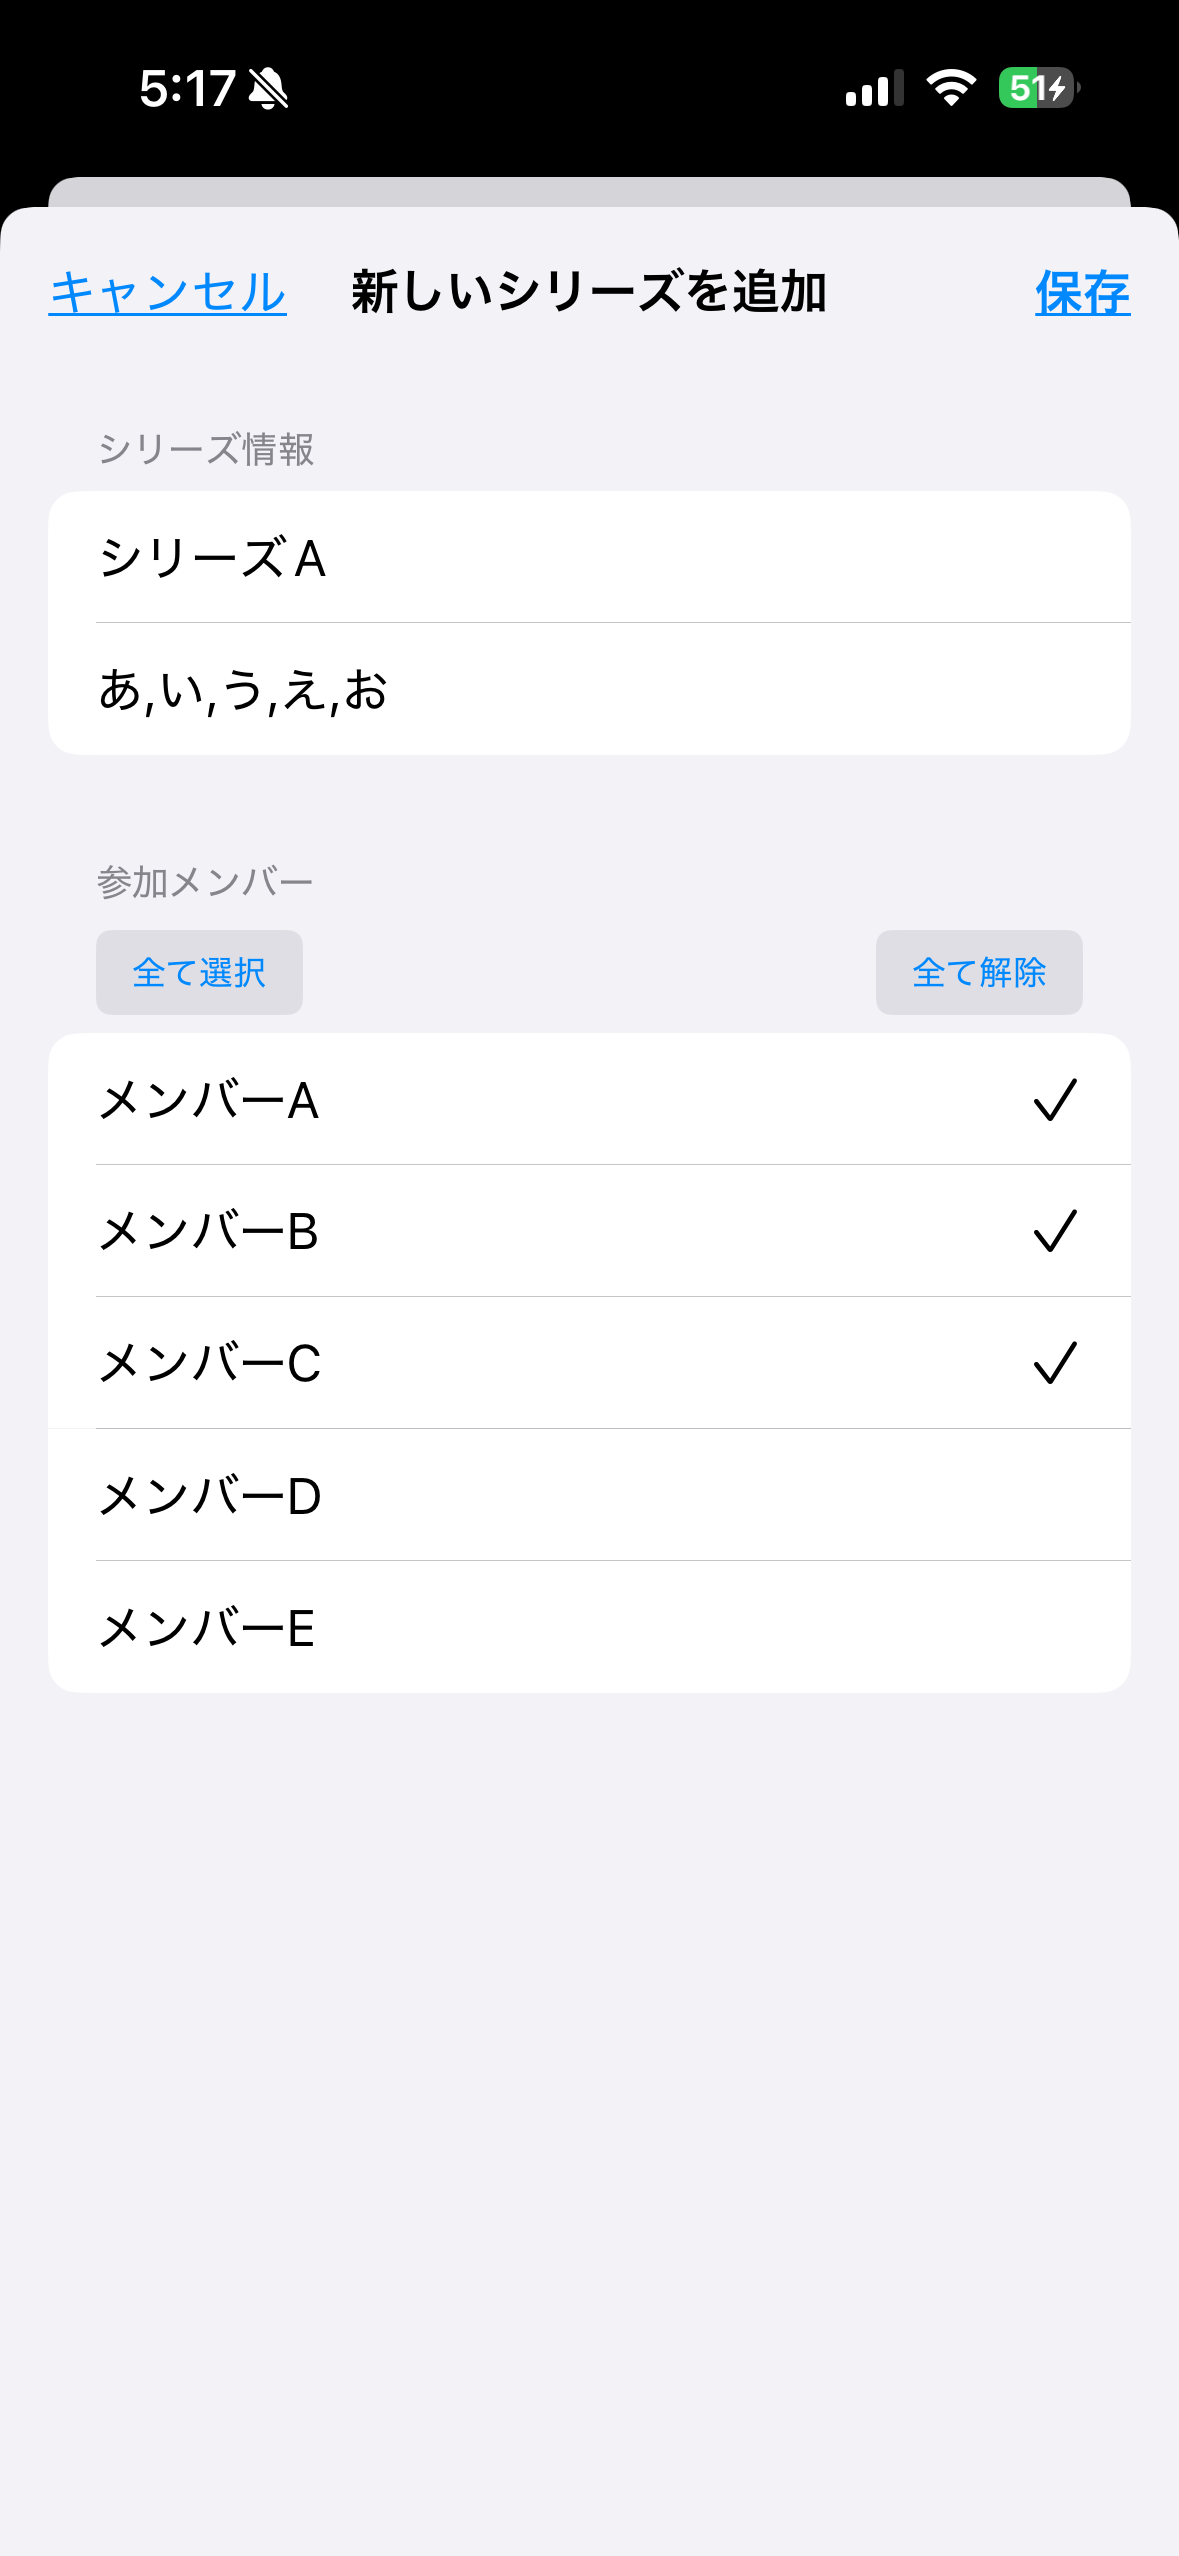 5:17
51
キャンセル 新しいシリーズを追加 保存
シリーズ情報
シリーズA
あ,い,う,え,お
参加メンバー
全て選択 全て解除
メンバーA
メンバーB
メンバーC
メンバーD
メンバーE